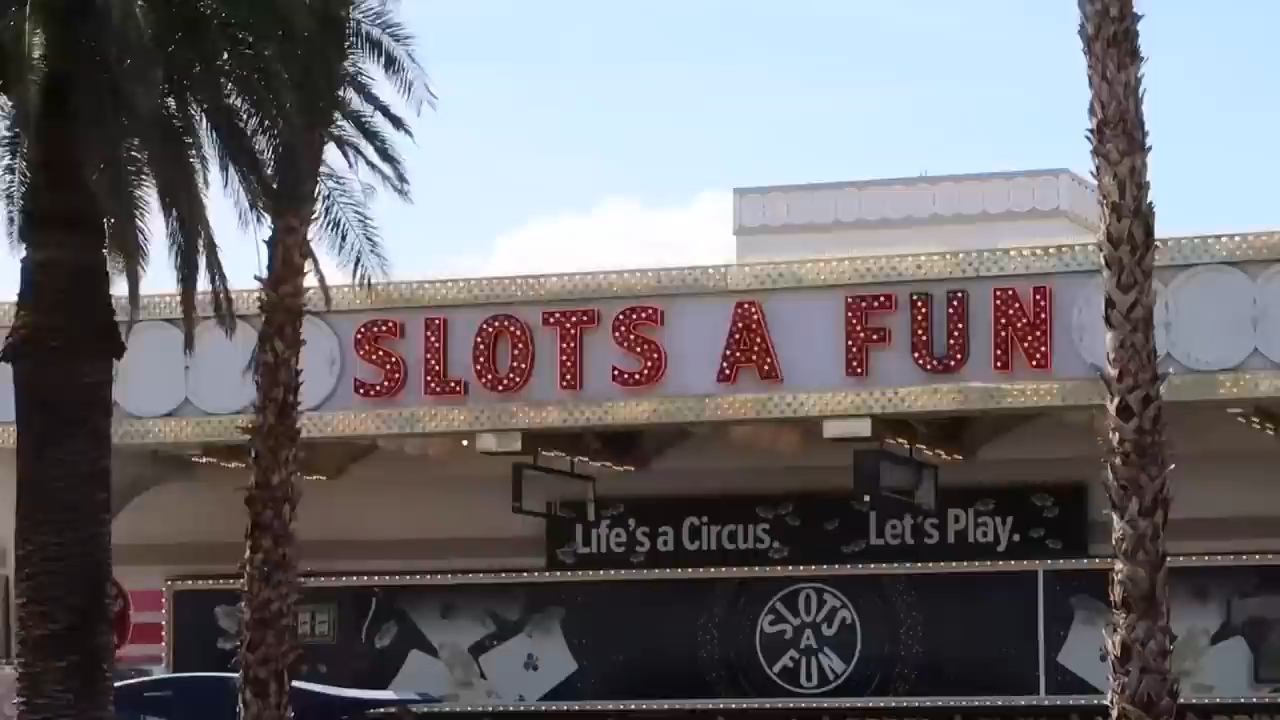 SLOTS A FUN
Life's a Circus. Let's Play.
SLOTS
A
FUN